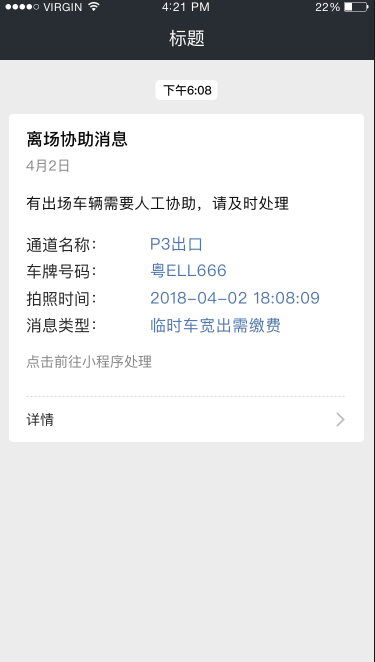 VIRGIN 4:21 PM 22%
标题
下午6:08
离场协助消息
4月2日
有出场车辆需要人工协助，请及时处理
通道名称： P3出口
车牌号码： 粤ELL666
拍照时间： 2018-04-02 18:08:09
消息类型： 临时车宽出需缴费
点击前往小程序处理
详情